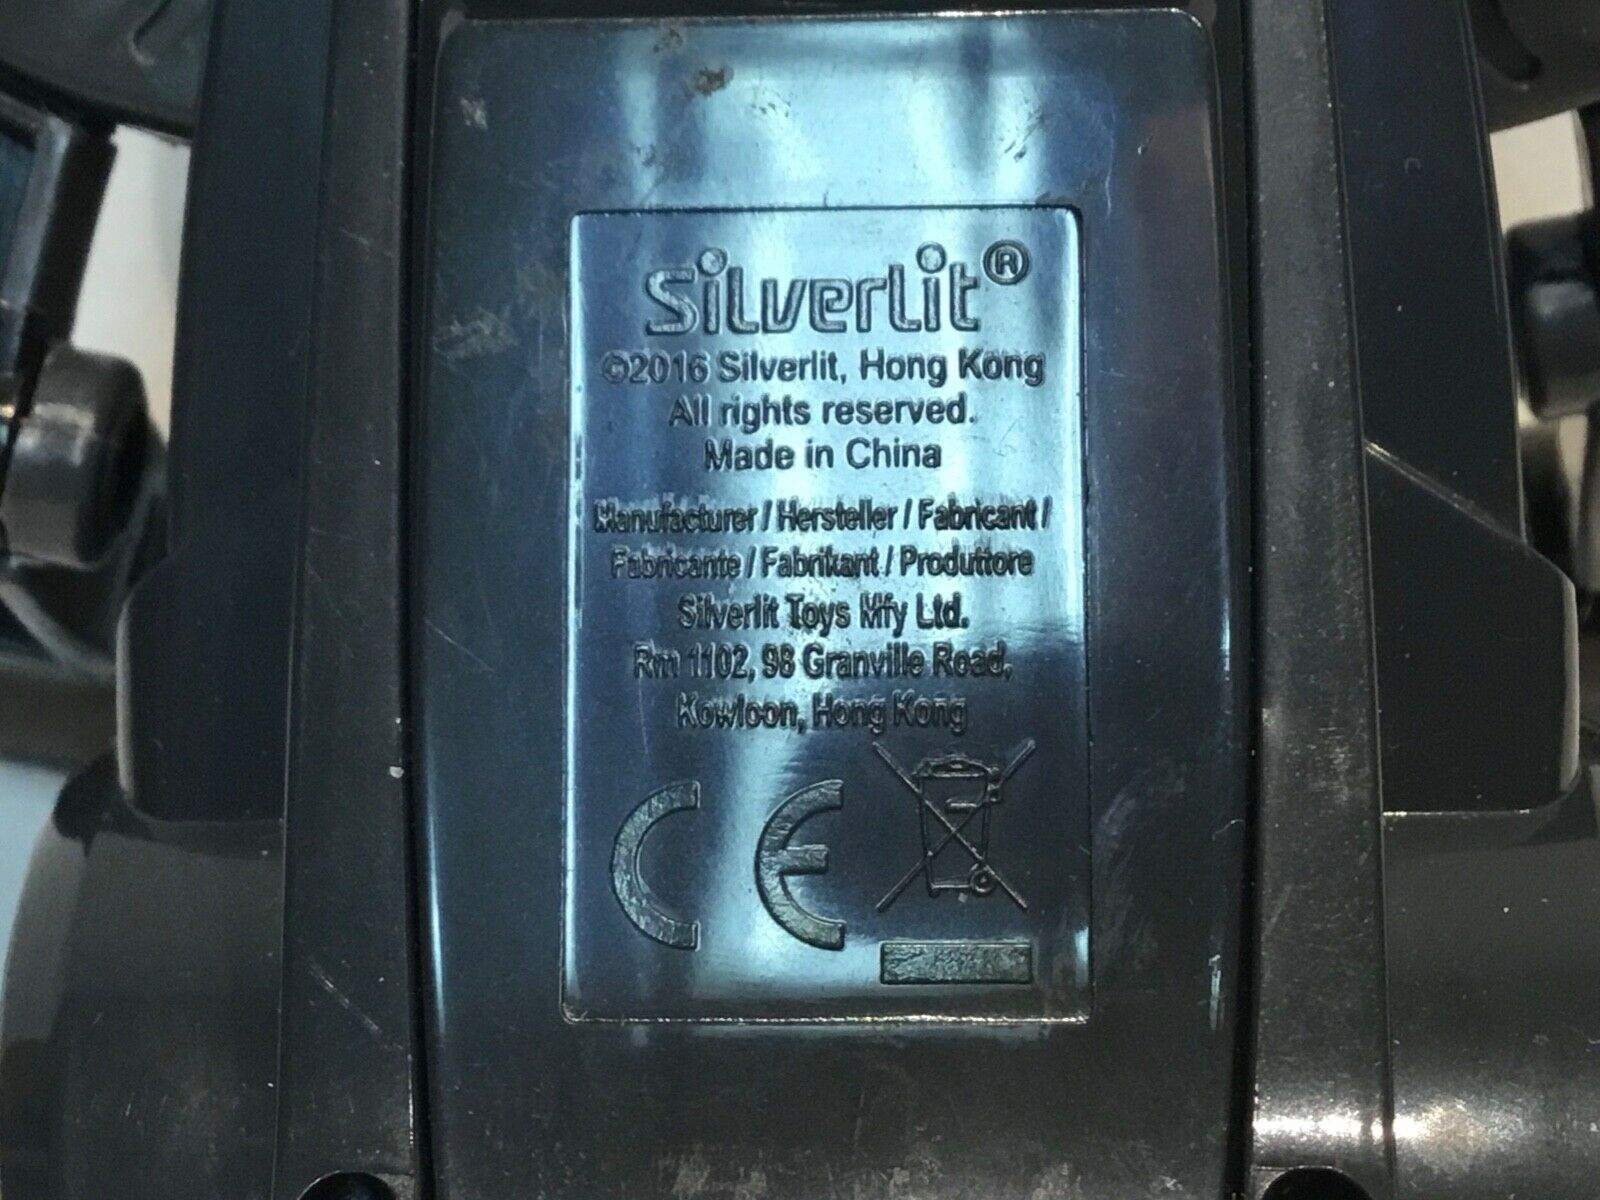 Silverlit®
©2016 Silverlit, Hong Kong
All rights reserved.
Made in China
Manufacturer / Hersteller / Fabricant /
Fabricante / Fabrikant / Produttore
Silverlit Toys Mfy Ltd.
Rm 1102, 98 Granville Road,
Kowloon, Hong Kong
CE